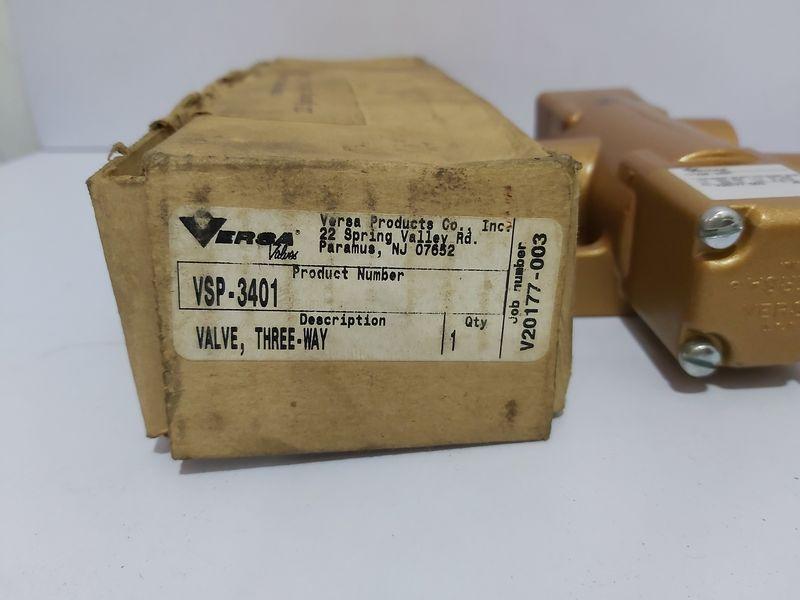 VERSA®
Valves
Versa Products Co., Inc.
22 Spring Valley Rd.
Paramus, NJ 07652
Product Number
VSP-3401
Description
Qty
VALVE, THREE-WAY
1
Job number
V20177-003